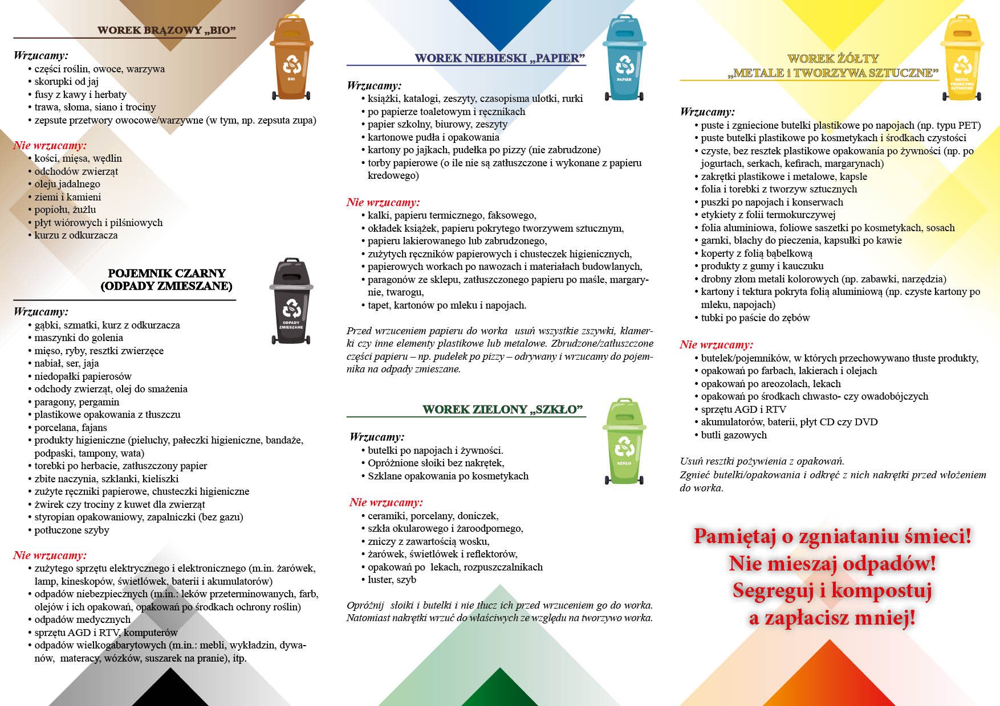 WOREK BRĄZOWY „BIO”
BIO
Wrzucamy:
• części roślin, owoce, warzywa
• skorupki od jaj
• fusy z kawy i herbaty
• trawa, słoma, siano i trociny
• zepsute przetwory owocowe/warzywne (w tym, np. zepsuta zupa)
Nie wrzucamy:
• kości, mięsa, wędlin
• odchodów zwierząt
• oleju jadalnego
• ziemi i kamieni
• popiołu, żużlu
• płyt wiórowych i pilśniowych
• kurzu z odkurzacza
POJEMNIK CZARNY
(ODPADY ZMIESZANE)
ODPADY
ZMIESZANE
Wrzucamy:
• gąbki, szmatki, kurz z odkurzacza
• maszynki do golenia
• mięso, ryby, resztki zwierzęce
• nabiał, ser, jaja
• niedopałki papierosów
• odchody zwierząt, olej do smażenia
• paragony, pergamin
• plastikowe opakowania z tłuszczu
• porcelana, fajans
• produkty higieniczne (pieluchy, pałeczki higieniczne, bandaże,
podpaski, tampony, wata)
• torebki po herbacie, zatłuszczony papier
• zbite naczynia, szklanki, kieliszki
• zużyte ręczniki papierowe, chusteczki higieniczne
• żwirek czy trociny z kuwet dla zwierząt
• styropian opakowaniowy, zapalniczki (bez gazu)
• potłuczone szyby
Nie wrzucamy:
• zużytego sprzętu elektrycznego i elektronicznego (m.in. żarówek,
lamp, kineskopów, świetlówek, baterii i akumulatorów)
• odpadów niebezpiecznych (m.in.: leków przeterminowanych, farb,
olejów i ich opakowań, opakowań po środkach ochrony roślin)
• odpadów medycznych
• sprzętu AGD i RTV, komputerów
• odpadów wielkogabarytowych (m.in.: mebli, wykładzin, dywa-
nów, materacy, wózków, suszarek na pranie), itp.
WOREK NIEBIESKI „PAPIER”
PAPIER
Wrzucamy:
• książki, katalogi, zeszyty, czasopisma ulotki, rurki
• po papierze toaletowym i ręcznikach
• papier szkolny, biurowy, zeszyty
• kartonowe pudła i opakowania
• kartony po jajkach, pudełka po pizzy (nie zabrudzone)
• torby papierowe (o ile nie są zatłuszczone i wykonane z papieru
kredowego)
Nie wrzucamy:
• kalki, papieru termicznego, faksowego,
• okładek książek, papieru pokrytego tworzywem sztucznym,
• papieru lakierowanego lub zabrudzonego,
• zużytych ręczników papierowych i chusteczek higienicznych,
• papierowych workach po nawozach i materiałach budowlanych,
• paragonów ze sklepu, zatłuszczonego papieru po maśle, margary-
nie, twarogu,
• tapet, kartonów po mleku i napojach.
Przed wrzuceniem papieru do worka usuń wszystkie zszywki, klamer-
ki czy inne elementy plastikowe lub metalowe. Zbrudzone/zatłuszczone
części papieru – np. pudełek po pizzy – odrywany i wrzucamy do pojem-
nika na odpady zmieszane.
WOREK ZIELONY „SZKŁO”
SZKŁO
Wrzucamy:
• butelki po napojach i żywności.
• Opróżnione słoiki bez nakrętek,
• Szklane opakowania po kosmetykach
Nie wrzucamy:
• ceramiki, porcelany, doniczek,
• szkła okularowego i żaroodpornego,
• zniczy z zawartością wosku,
• żarówek, świetlówek i reflektorów,
• opakowań po lekach, rozpuszczalnikach
• luster, szyb
Opróżnij słoiki i butelki i nie tłucz ich przed wrzuceniem go do worka.
Natomiast nakrętki wrzuć do właściwych ze względu na tworzywo worka.
WOREK ŻÓŁTY
„METALE i TWORZYWA SZTUCZNE”
METAL
TWORZYWO
SZTUCZNE
Wrzucamy:
• puste i zgniecione butelki plastikowe po napojach (np. typu PET)
• puste butelki plastikowe po kosmetykach i środkach czystości
• czyste, bez resztek plastikowe opakowania po żywności (np. po
jogurtach, serkach, kefirach, margarynach)
• zakrętki plastikowe i metalowe, kapsle
• folia i torebki z tworzyw sztucznych
• puszki po napojach i konserwach
• etykiety z folii termokurczywej
• folia aluminiowa, foliowe saszetki po kosmetykach, sosach
• garnki, blachy do pieczenia, kapsułki po kawie
• koperty z folią bąbelkową
• produkty z gumy i kauczuku
• drobny złom metali kolorowych (np. zabawki, narzędzia)
• kartony i tektura pokryta folią aluminiową (np. czyste kartony po
mleku, napojach)
• tubki po paście do zębów
Nie wrzucamy:
• butelek/pojemników, w których przechowywano tłuste produkty,
• opakowań po farbach, lakierach i olejach
• opakowań po areozolach, lekach
• opakowań po środkach chwasto- czy owadobójczych
• sprzętu AGD i RTV
• akumulatorów, baterii, płyt CD czy DVD
• butli gazowych
Usuń resztki pożywienia z opakowań.
Zgnieć butelki/opakowania i odkręć z nich nakrętki przed włożeniem
do worka.
Pamiętaj o zgniataniu śmieci!
Nie mieszaj odpadów!
Segreguj i kompostuj
a zapłacisz mniej!